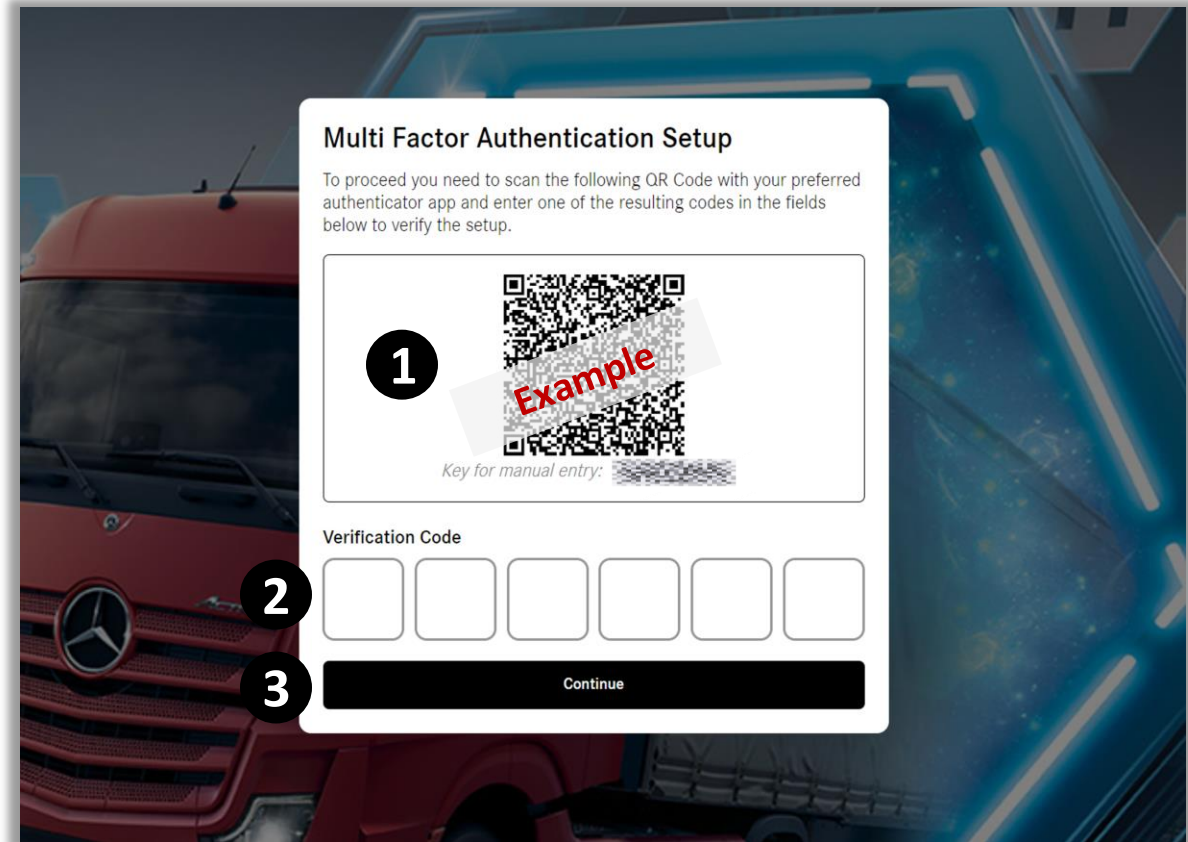 Multi Factor Authentication Setup
To proceed you need to scan the following QR Code with your preferred
authenticator app and enter one of the resulting codes in the fields
below to verify the setup.
1
Example
Key for manual entry:
Verification Code
2
3
Continue